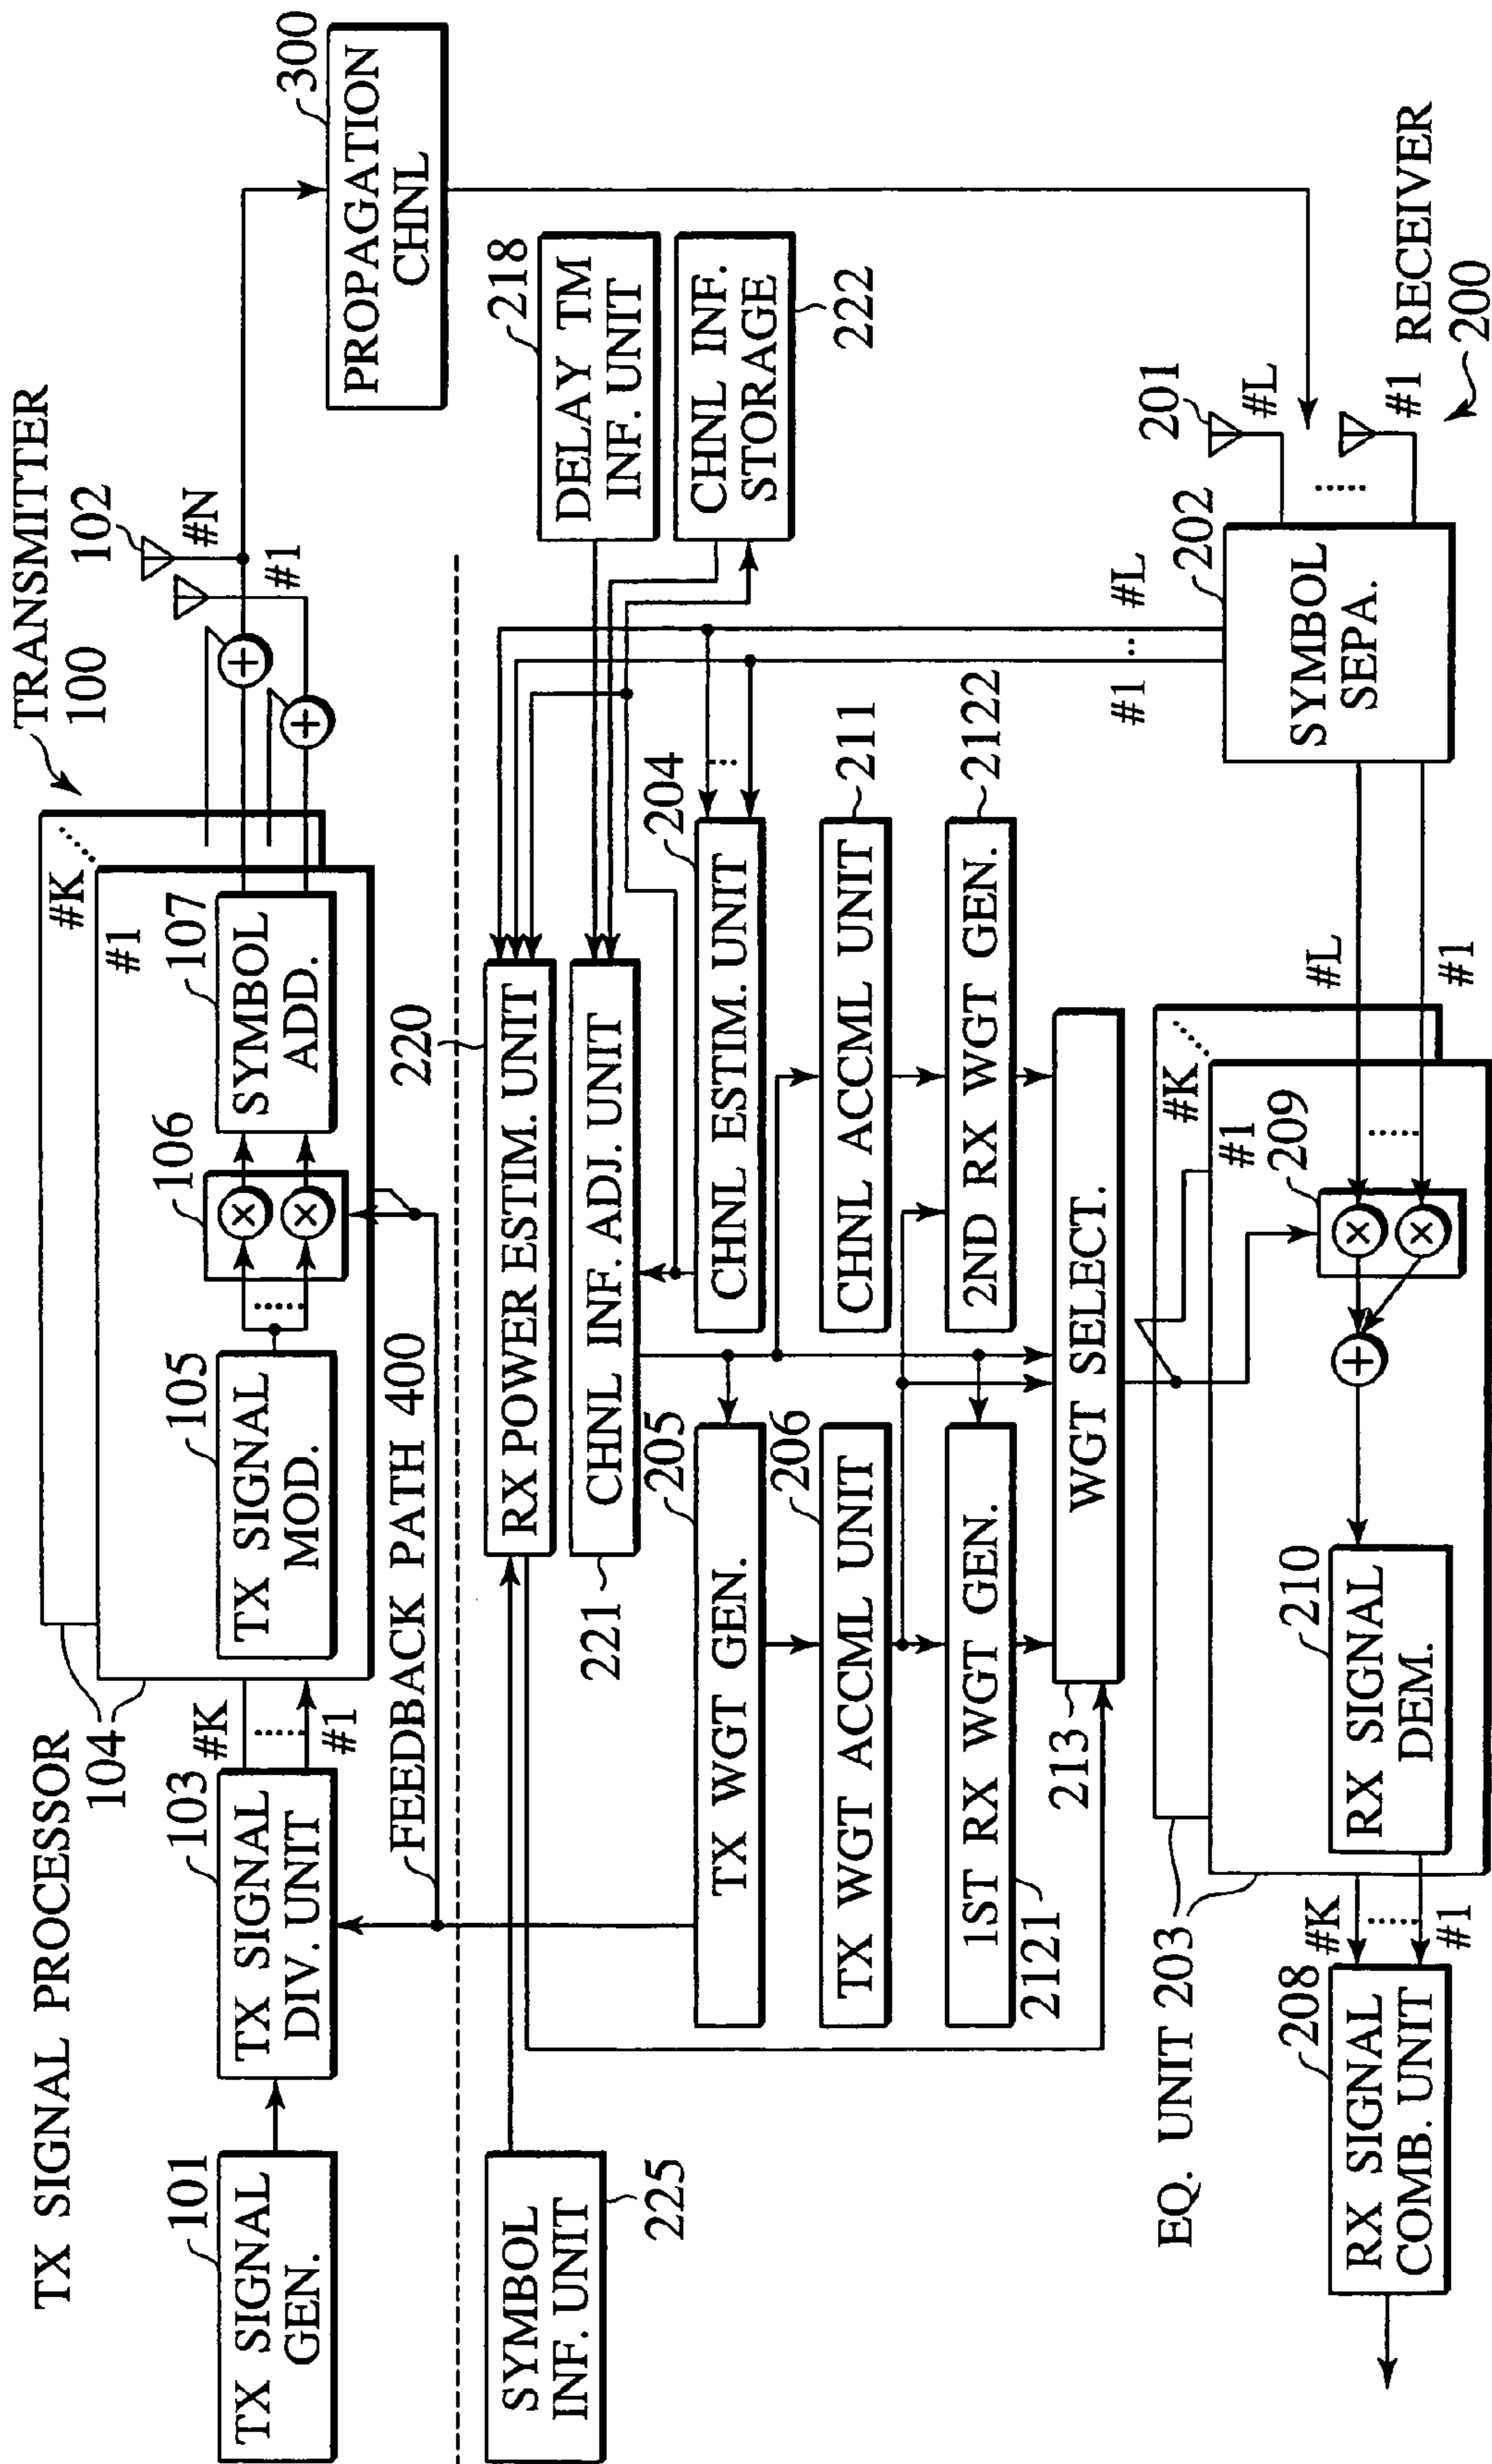 TX SIGNAL PROCESSOR
TRANSMITTER
100
101
TX SIGNAL
GEN.
103
TX SIGNAL
DIV. UNIT
#K
#1
104
105
TX SIGNAL
MOD.
106
107
SYMBOL
ADD.
#K
#1
102
#N
#1
300
PROPAGATION
CHNL
FEEDBACK PATH 400
220
SYMBOL
INF. UNIT
225
RX POWER ESTIM. UNIT
CHNL INF. ADJ. UNIT
221
218
DELAY TM
INF. UNIT
CHNL INF.
STORAGE
222
205
TX WGT GEN.
204
CHNL ESTIM. UNIT
206
TX WGT ACCML UNIT
CHNL ACCML UNIT
211
1ST RX WGT GEN.
2121
2ND RX WGT GEN.
2122
WGT SELECT.
213
#1
#L
201
#L
#1
202
SYMBOL
SEPA.
RECEIVER
200
#L
#1
EQ. UNIT 203
#K
#1
209
210
RX SIGNAL
DEM.
#K
#1
208
RX SIGNAL
COMB. UNIT